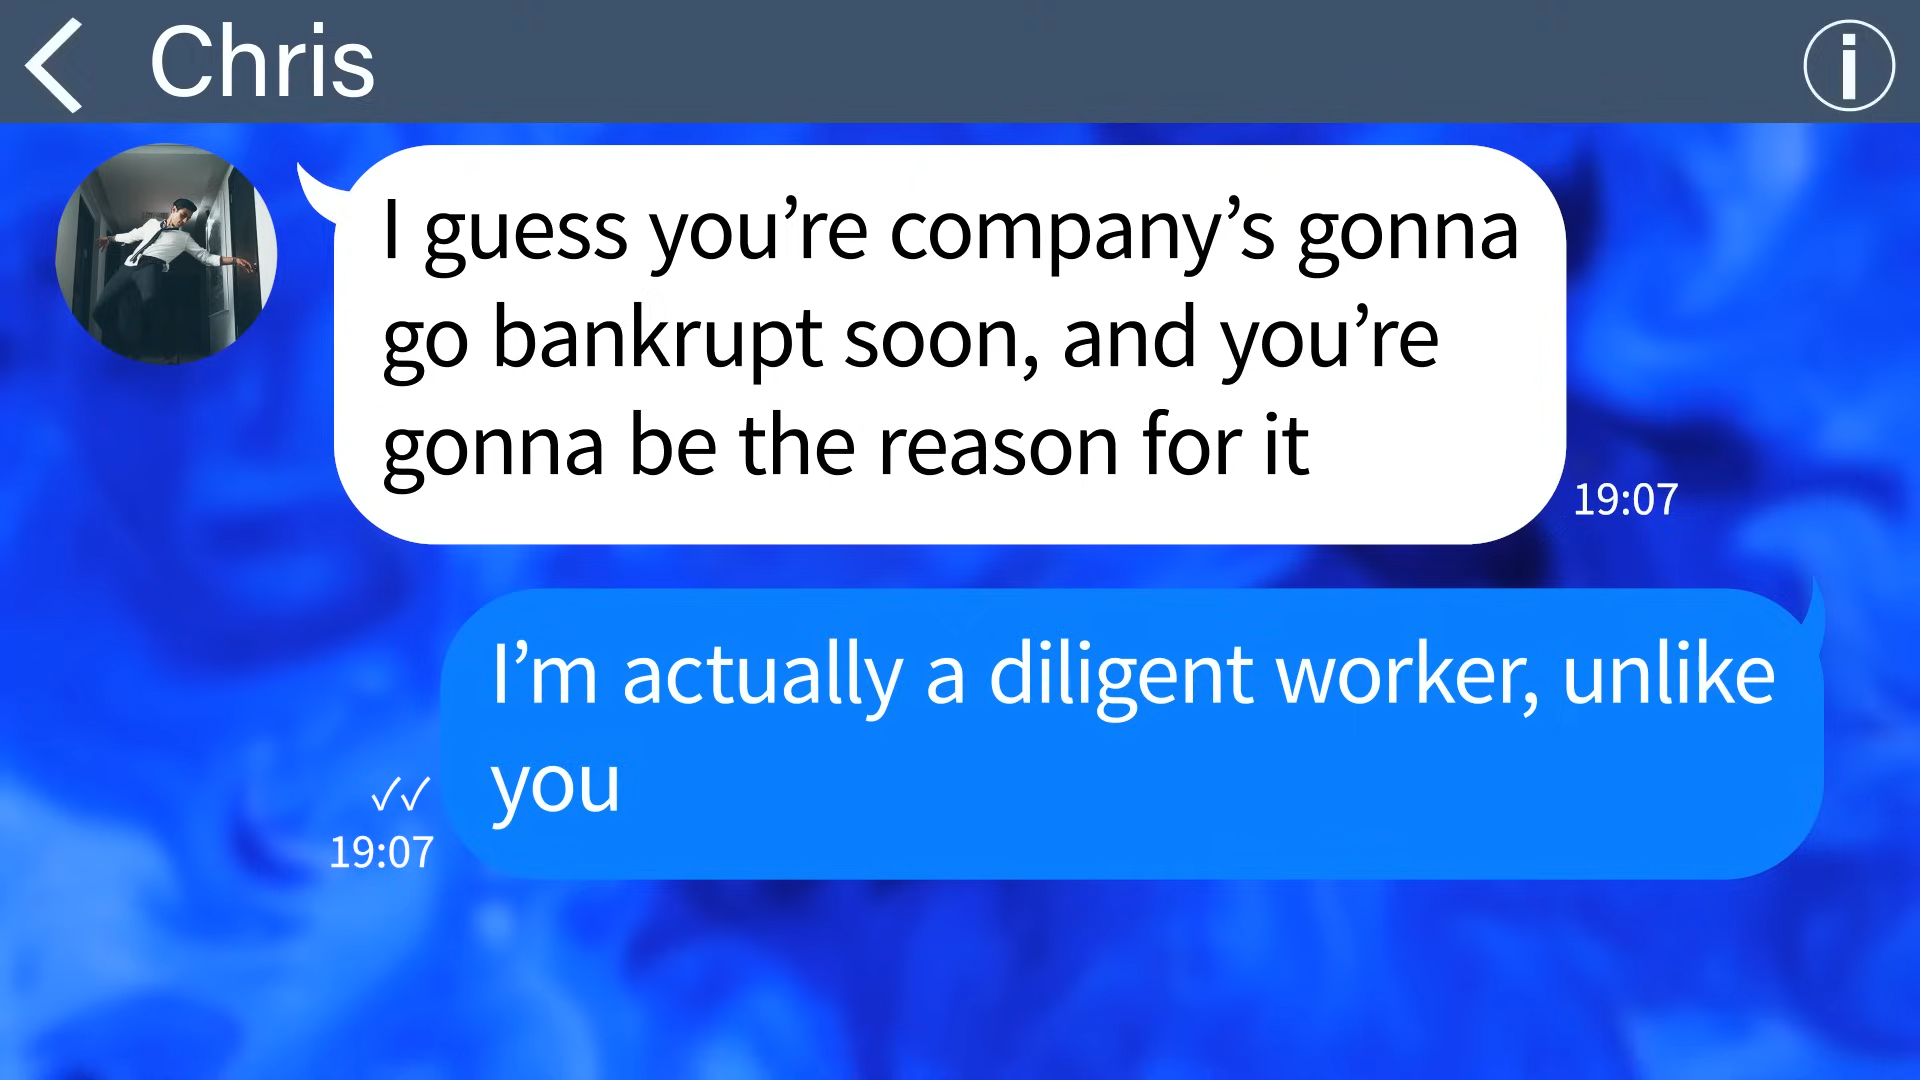 Chris
I guess you’re company’s gonna
go bankrupt soon, and you’re
gonna be the reason for it
19:07
I’m actually a diligent worker, unlike
you
19:07